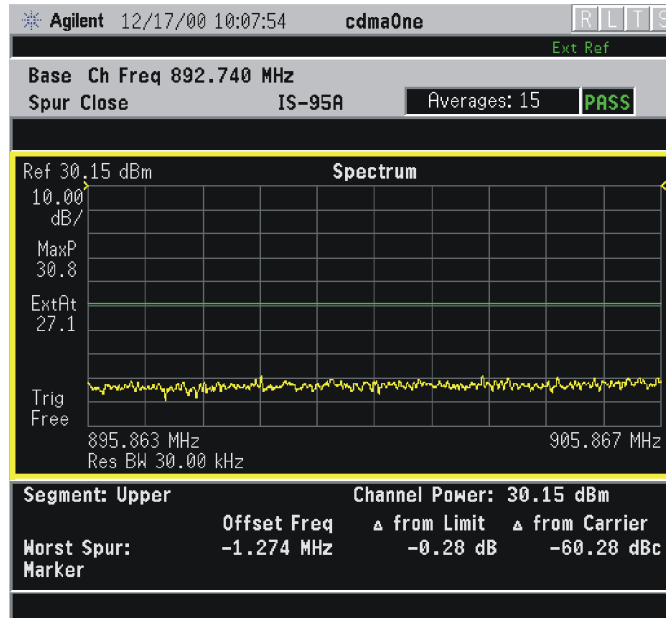 Agilent 12/17/00 10:07:54 cdmaOne R L T S
Ext Ref
Base Ch Freq 892.740 MHz
Spur Close IS-95A Averages: 15 PASS
Ref 30.15 dBm Spectrum
10.00
dB/
MaxP
30.8
ExtAt
27.1
Trig
Free
895.863 MHz 905.867 MHz
Res BW 30.00 kHz
Segment: Upper Channel Power: 30.15 dBm
Offset Freq Δ from Limit Δ from Carrier
Worst Spur: -1.274 MHz -0.28 dB -60.28 dBc
Marker